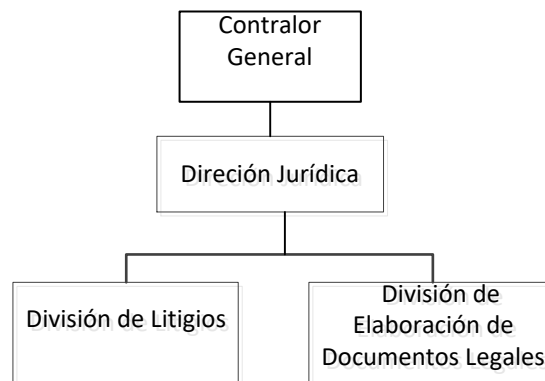 Contralor
General
Direción Jurídica
División de Litigios
División de
Elaboración de
Documentos Legales